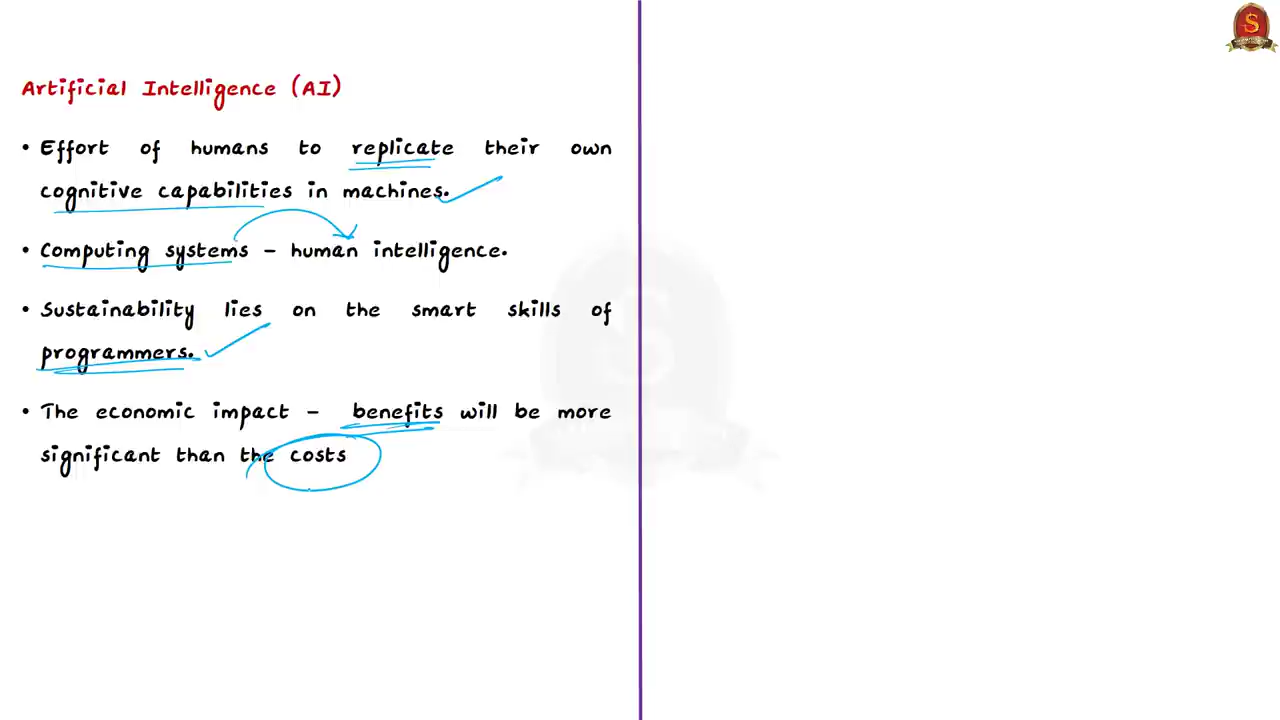 Artificial Intelligence (AI)
• Effort of humans to replicate their own
cognitive capabilities in machines.
• Computing systems – human intelligence.
• Sustainability lies on the smart skills of
programmers.
• The economic impact – benefits will be more
significant than the costs
S